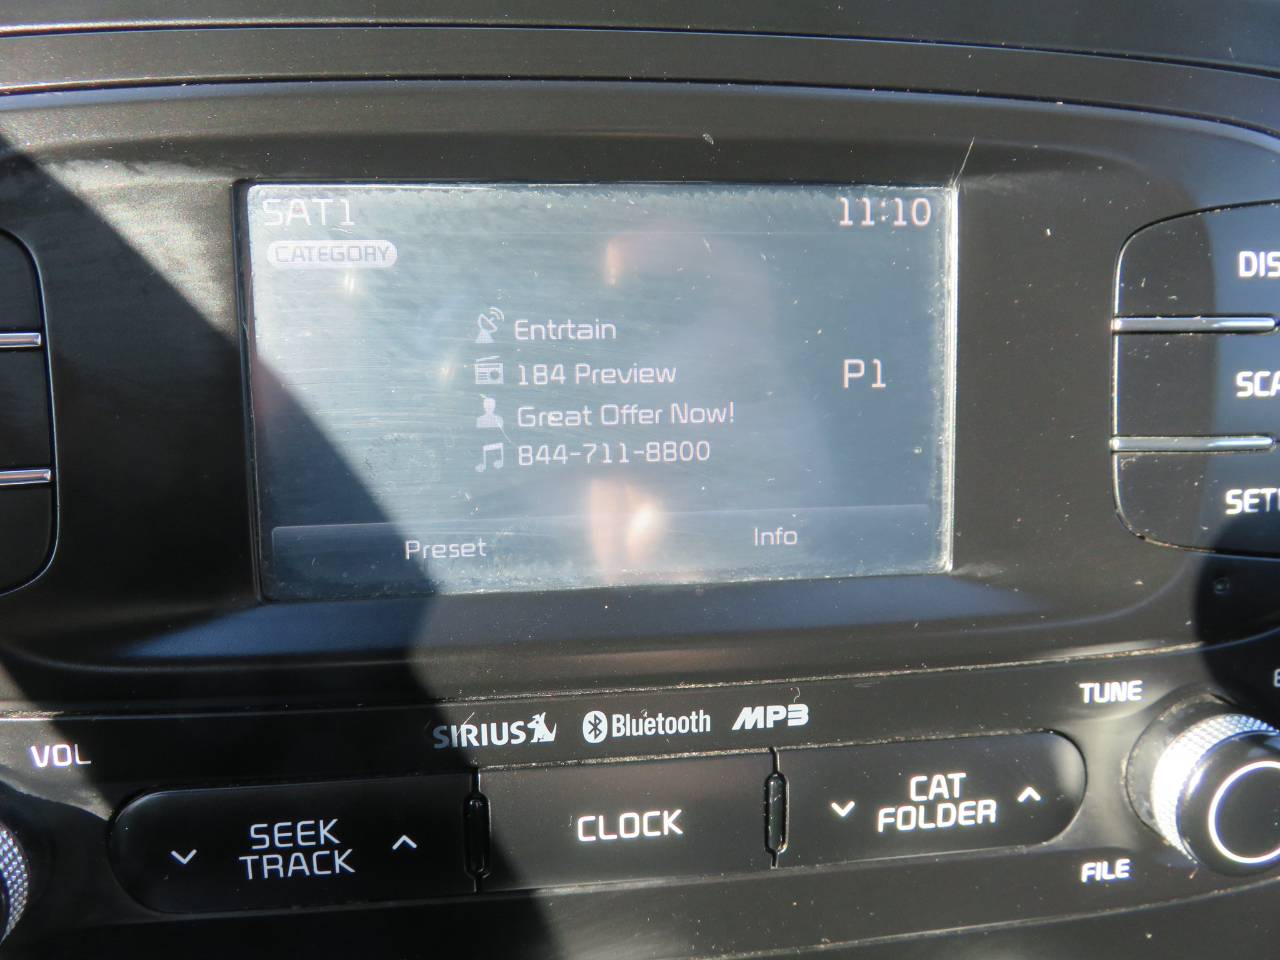 SAT1
11:10
CATEGORY
Entrtain
184 Preview
P1
Great Offer Now!
844-711-8800
Preset
Info
SIRIUS
Bluetooth
MP3
TUNE
VOL
SEEK
TRACK
CLOCK
CAT
FOLDER
FILE